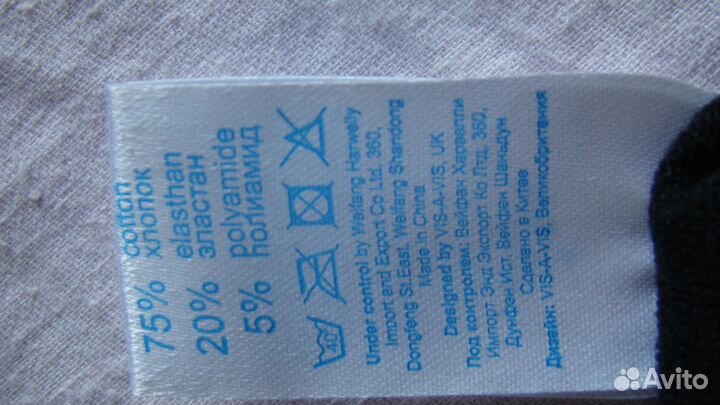 75% cotton
хлопок
20% elasthan
эластан
5% polyamide
полиамид
40
Under control by Weifang Harwelly
Import and Export Co Ltd, 360,
Dongfeng St.East, Weifang Shandong
Made in China
Designed by VIS-A-VIS, UK
Под контролем: Вейфан Харвелли
Импорт Энд Экспорт Ко Лтд, 360,
Дунфен Ист, Вейфен Шаньдун
Сделано в Китае
Дизайн: VIS-A-VIS, Великобритания
Avito